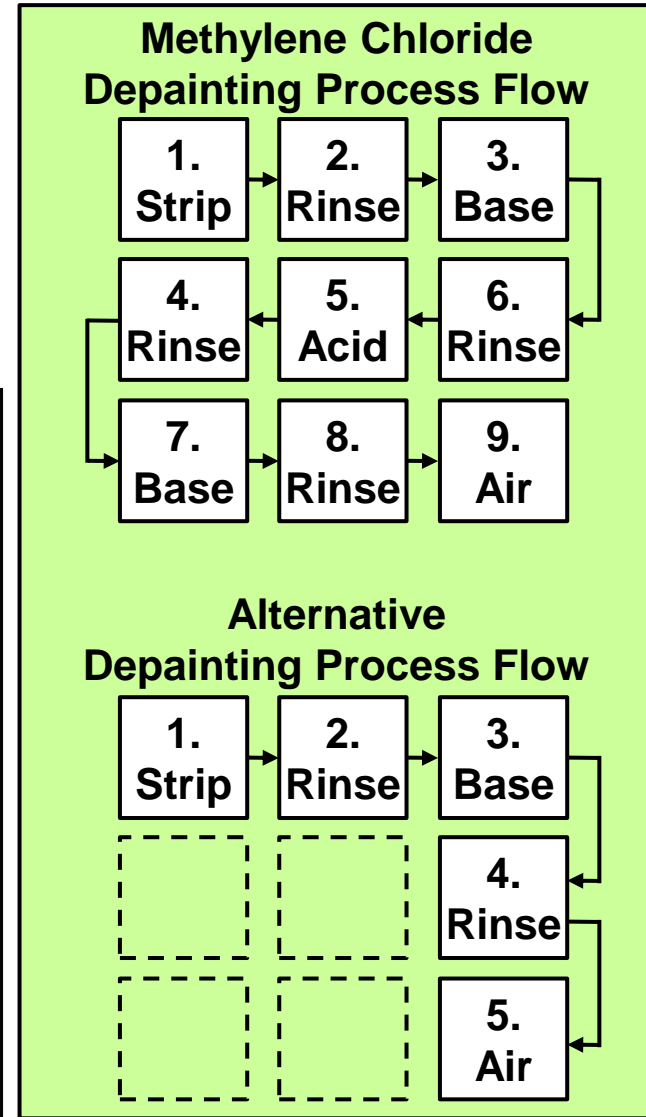 Methylene Chloride
Depainting Process Flow
1.
Strip
2.
Rinse
3.
Base
4.
Rinse
5.
Acid
6.
Rinse
7.
Base
8.
Rinse
9.
Air
Alternative
Depainting Process Flow
1.
Strip
2.
Rinse
3.
Base
4.
Rinse
5.
Air